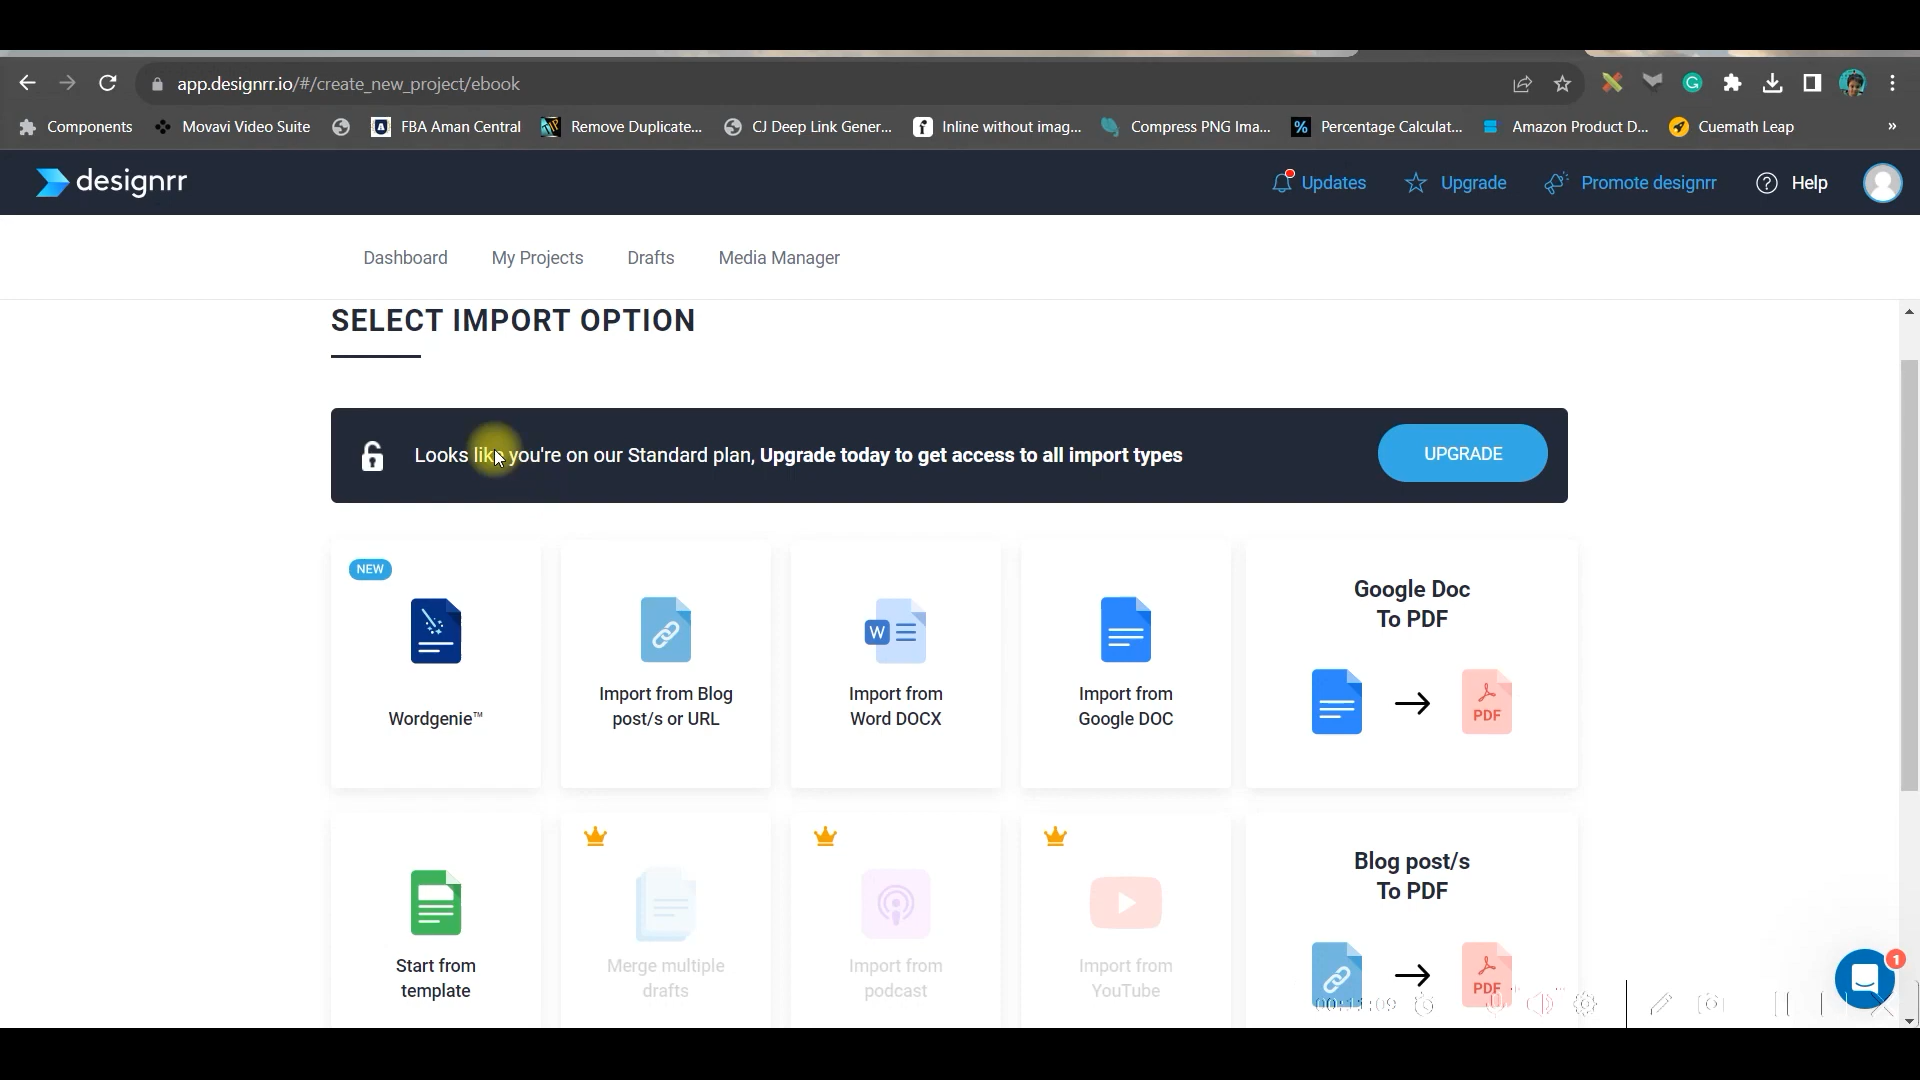 app.designrr.io/#/create_new_project/ebook
Components Movavi Video Suite FBA Aman Central Remove Duplicate... CJ Deep Link Gener... Inline without imag... Compress PNG Ima... % Percentage Calculat... Amazon Product D... Cuemath Leap »
designrr Updates Upgrade Promote designrr ? Help
Dashboard My Projects Drafts Media Manager
SELECT IMPORT OPTION
Looks like you're on our Standard plan, Upgrade today to get access to all import types UPGRADE
NEW
Wordgenie™
Import from Blog
post/s or URL
W
Import from
Word DOCX
Import from
Google DOC
Google Doc
To PDF
PDF
Start from
template
Merge multiple
drafts
Import from
podcast
Import from
YouTube
Blog post/s
To PDF
PDF
1
00:11:09